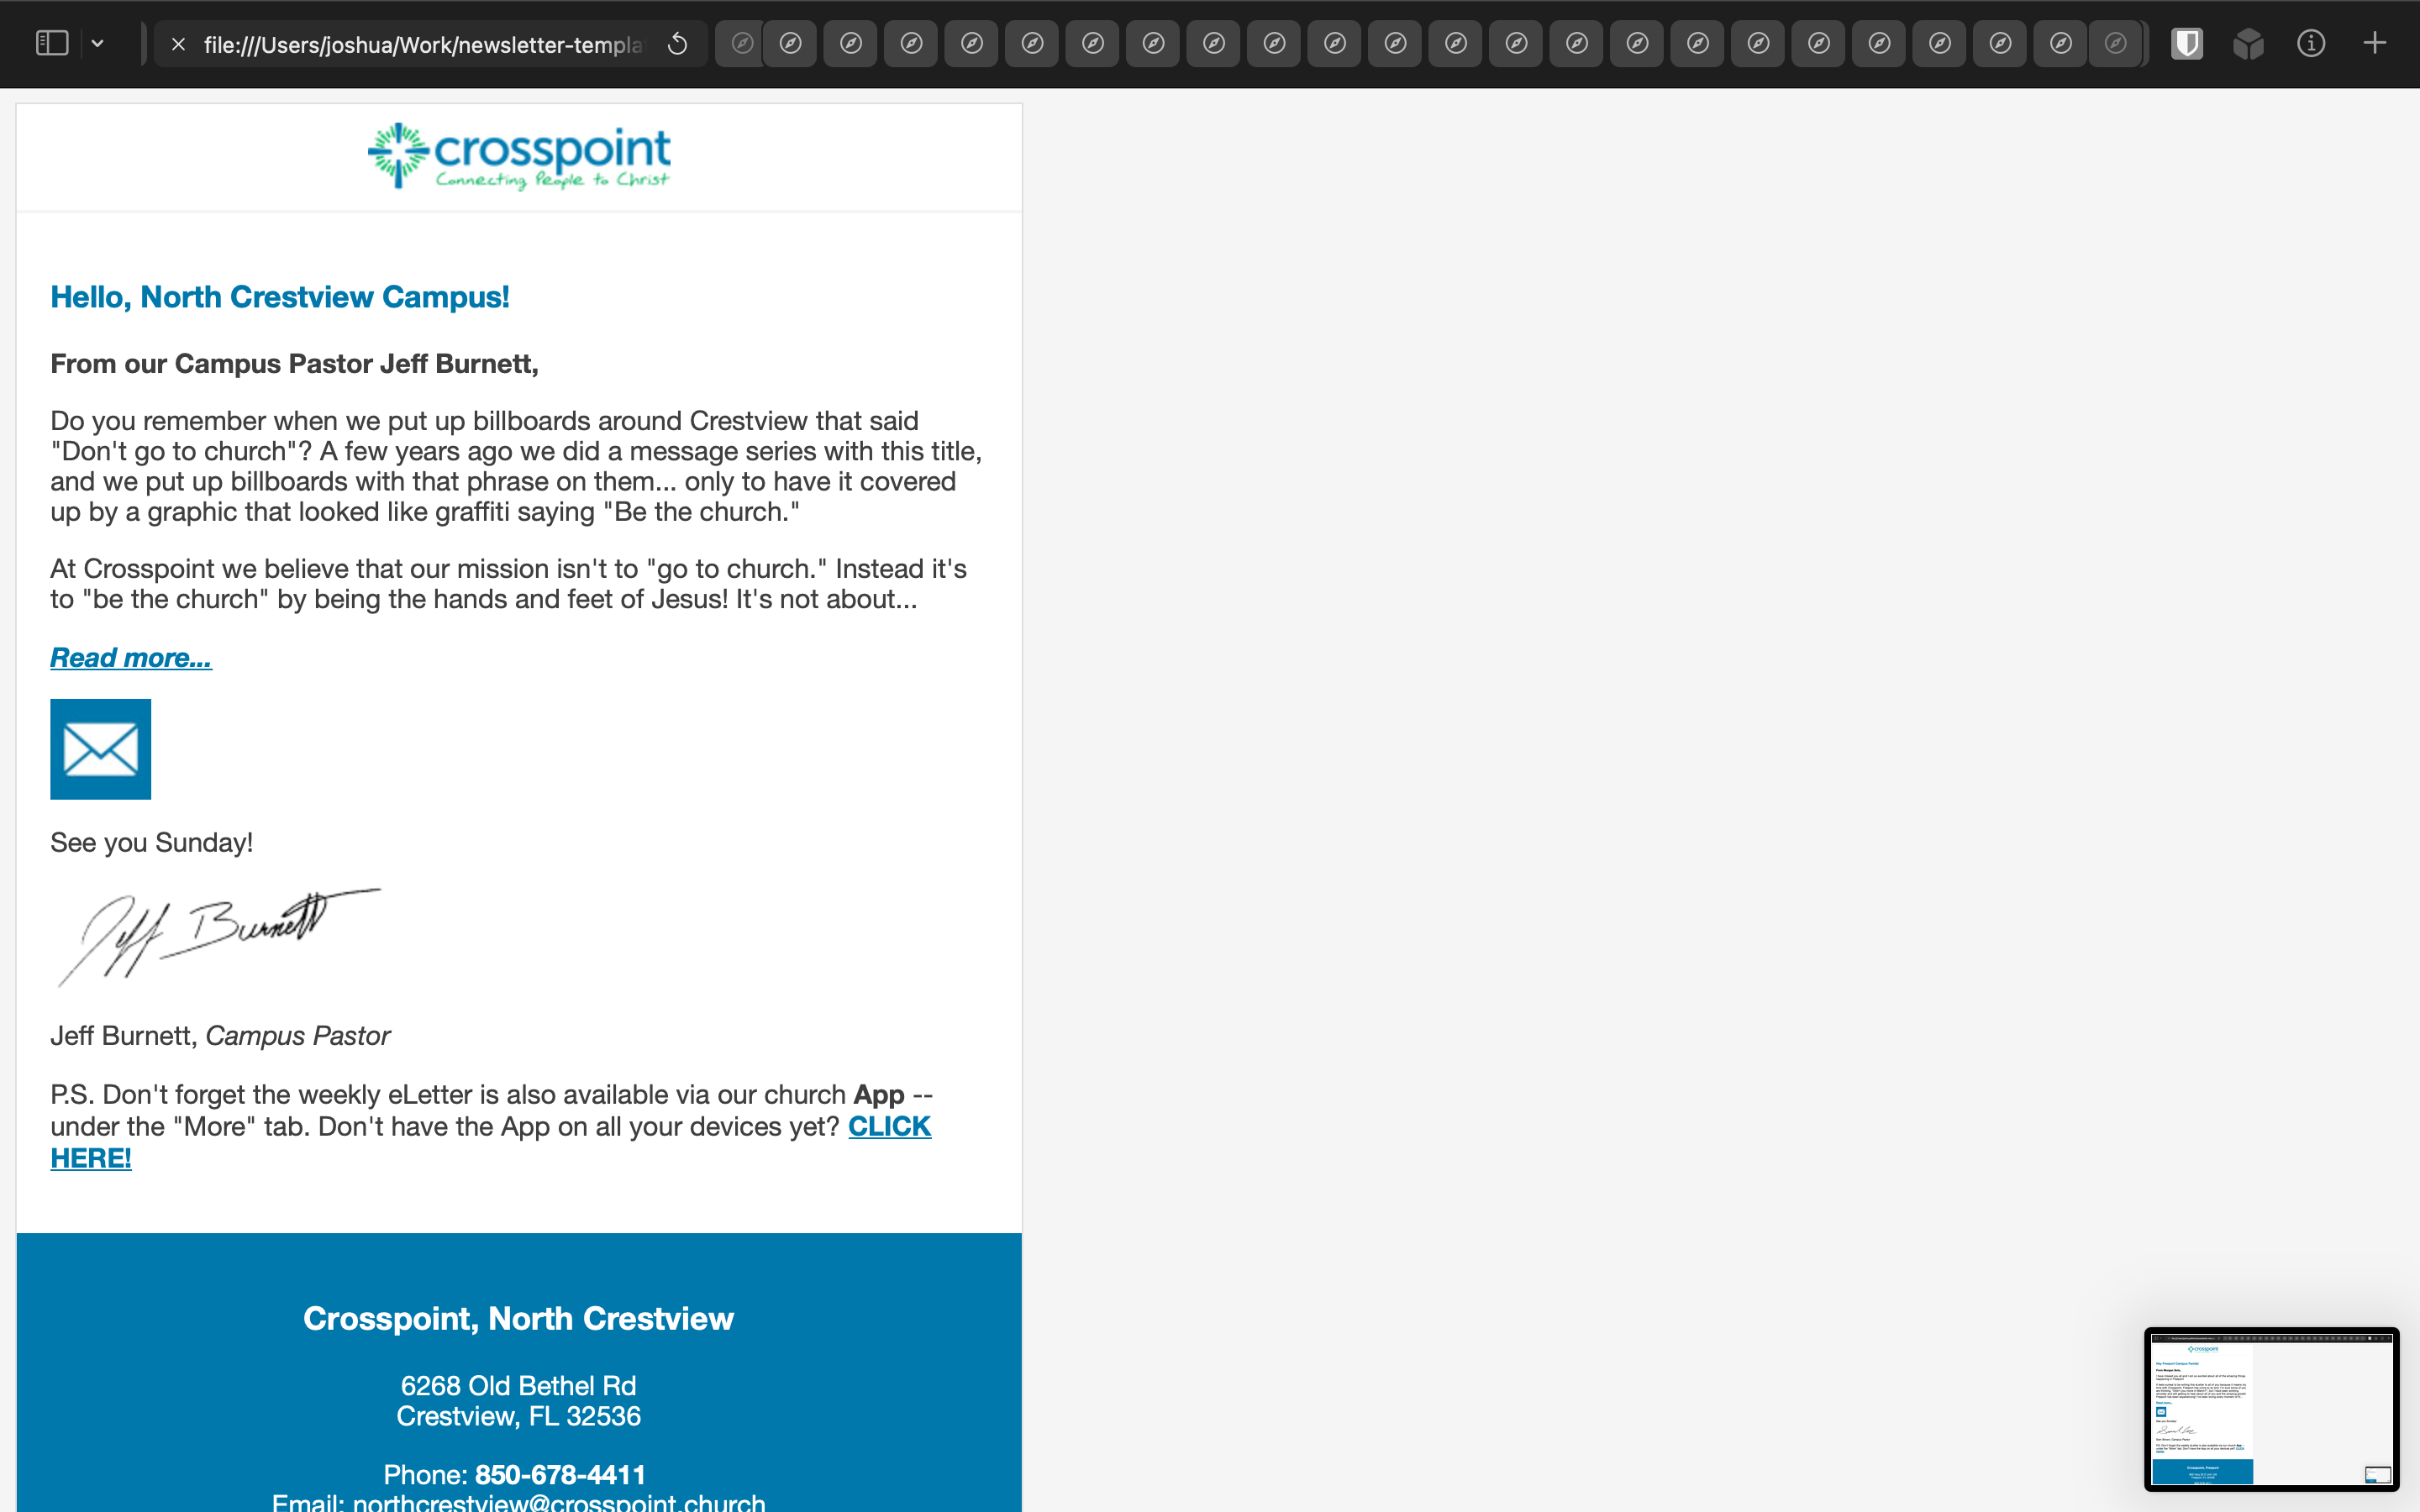 file:///Users/joshua/Work/newsletter-templa
crosspoint
Connecting People to Christ
Hello, North Crestview Campus!
From our Campus Pastor Jeff Burnett,
Do you remember when we put up billboards around Crestview that said
"Don't go to church"? A few years ago we did a message series with this title,
and we put up billboards with that phrase on them... only to have it covered
up by a graphic that looked like graffiti saying "Be the church."
At Crosspoint we believe that our mission isn't to "go to church." Instead it's
to "be the church" by being the hands and feet of Jesus! It's not about...
Read more...
See you Sunday!
Jeff Burnett
Jeff Burnett, Campus Pastor
P.S. Don't forget the weekly eLetter is also available via our church App --
under the "More" tab. Don't have the App on all your devices yet? CLICK
HERE!
Crosspoint, North Crestview
6268 Old Bethel Rd
Crestview, FL 32536
Phone: 850-678-4411
Email: northcrestview@crosspoint.church
crosspoint